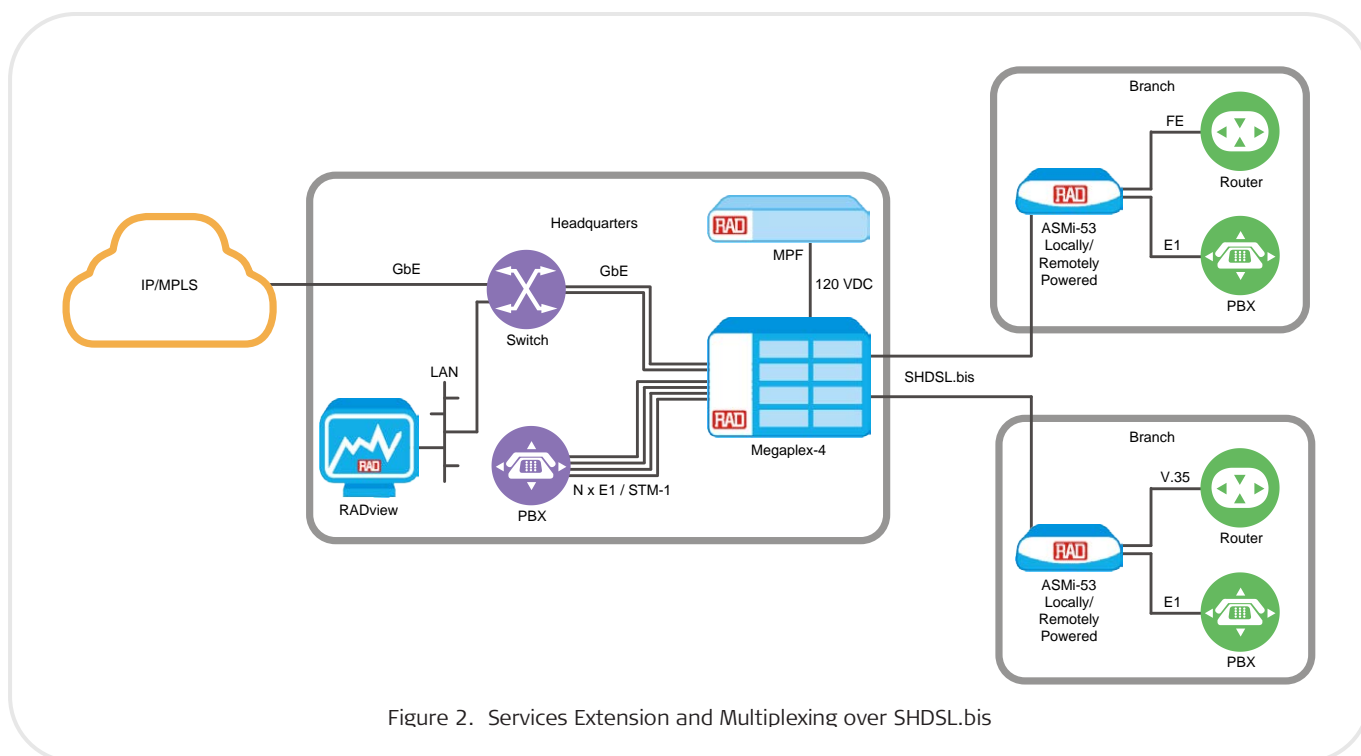 Branch
FE
Router
RAD
ASMi-53
Locally/
Remotely
Powered
E1
PBX
Headquarters
RAD
MPF
120 VDC
IP/MPLS
GbE
GbE
Switch
LAN
RAD
RADview
PBX
N x E1 / STM-1
RAD
Megaplex-4
SHDSL.bis
Branch
V.35
Router
RAD
ASMi-53
Locally/
Remotely
Powered
E1
PBX
Figure 2. Services Extension and Multiplexing over SHDSL.bis